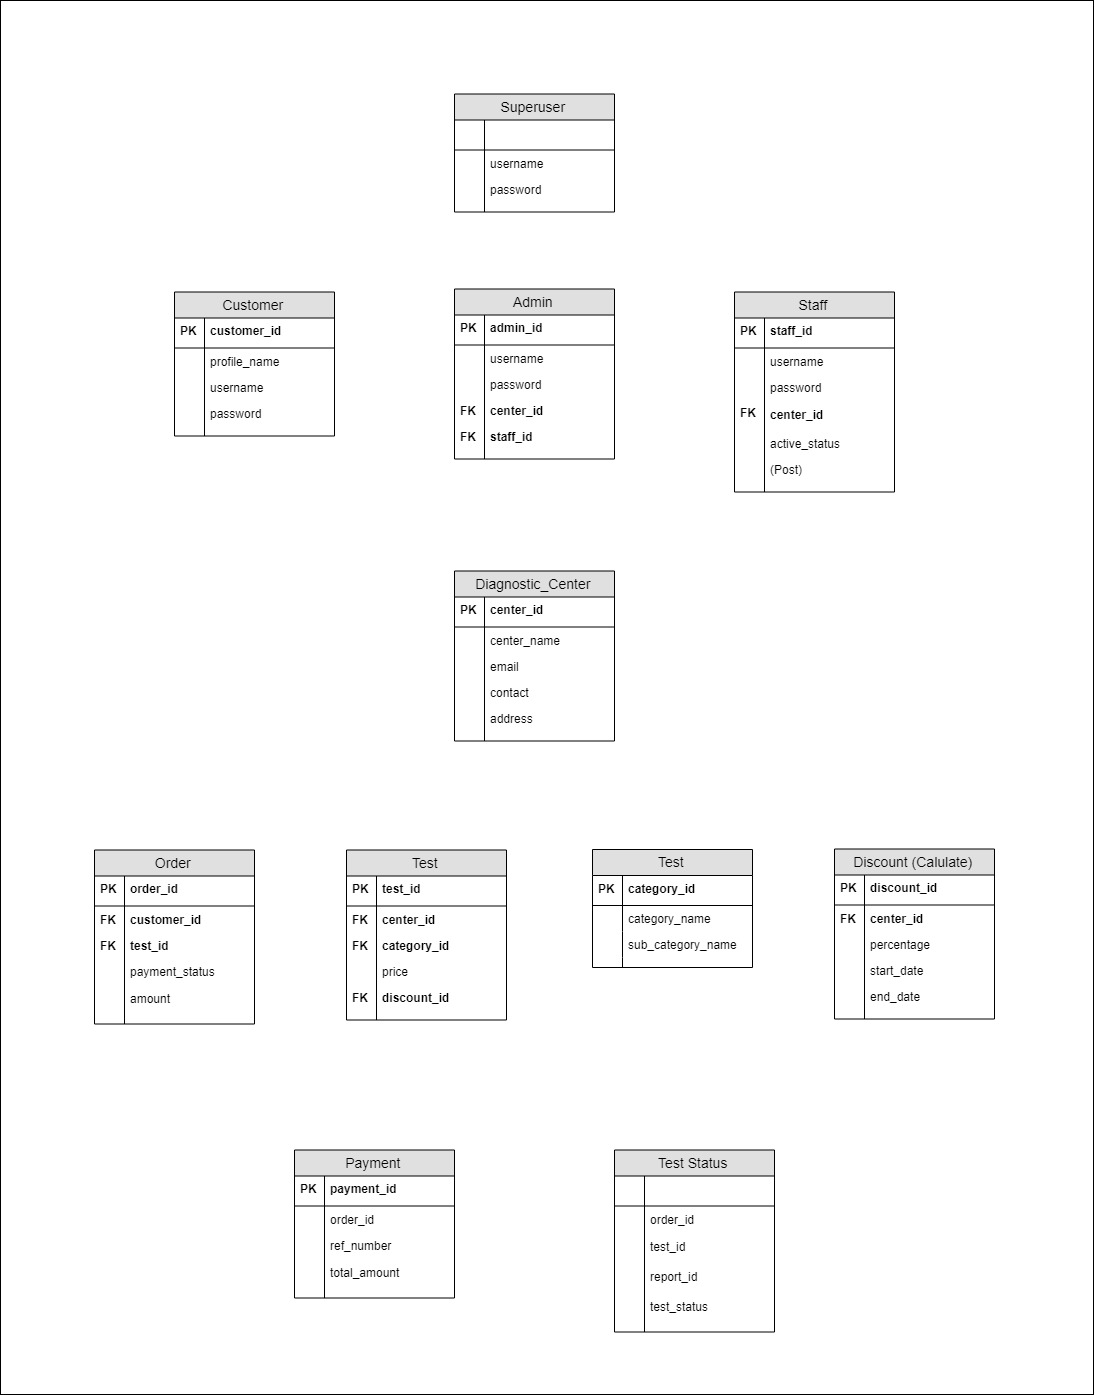 Superuser
username
password
Customer
PK customer_id
profile_name
username
password
Admin
PK admin_id
username
password
FK center_id
FK staff_id
Staff
PK staff_id
username
password
FK center_id
active_status
(Post)
Diagnostic_Center
PK center_id
center_name
email
contact
address
Order
PK order_id
FK customer_id
FK test_id
payment_status
amount
Test
PK test_id
FK center_id
FK category_id
price
FK discount_id
Test
PK category_id
category_name
sub_category_name
Discount (Calulate)
PK discount_id
FK center_id
percentage
start_date
end_date
Payment
PK payment_id
order_id
ref_number
total_amount
Test Status
order_id
test_id
report_id
test_status